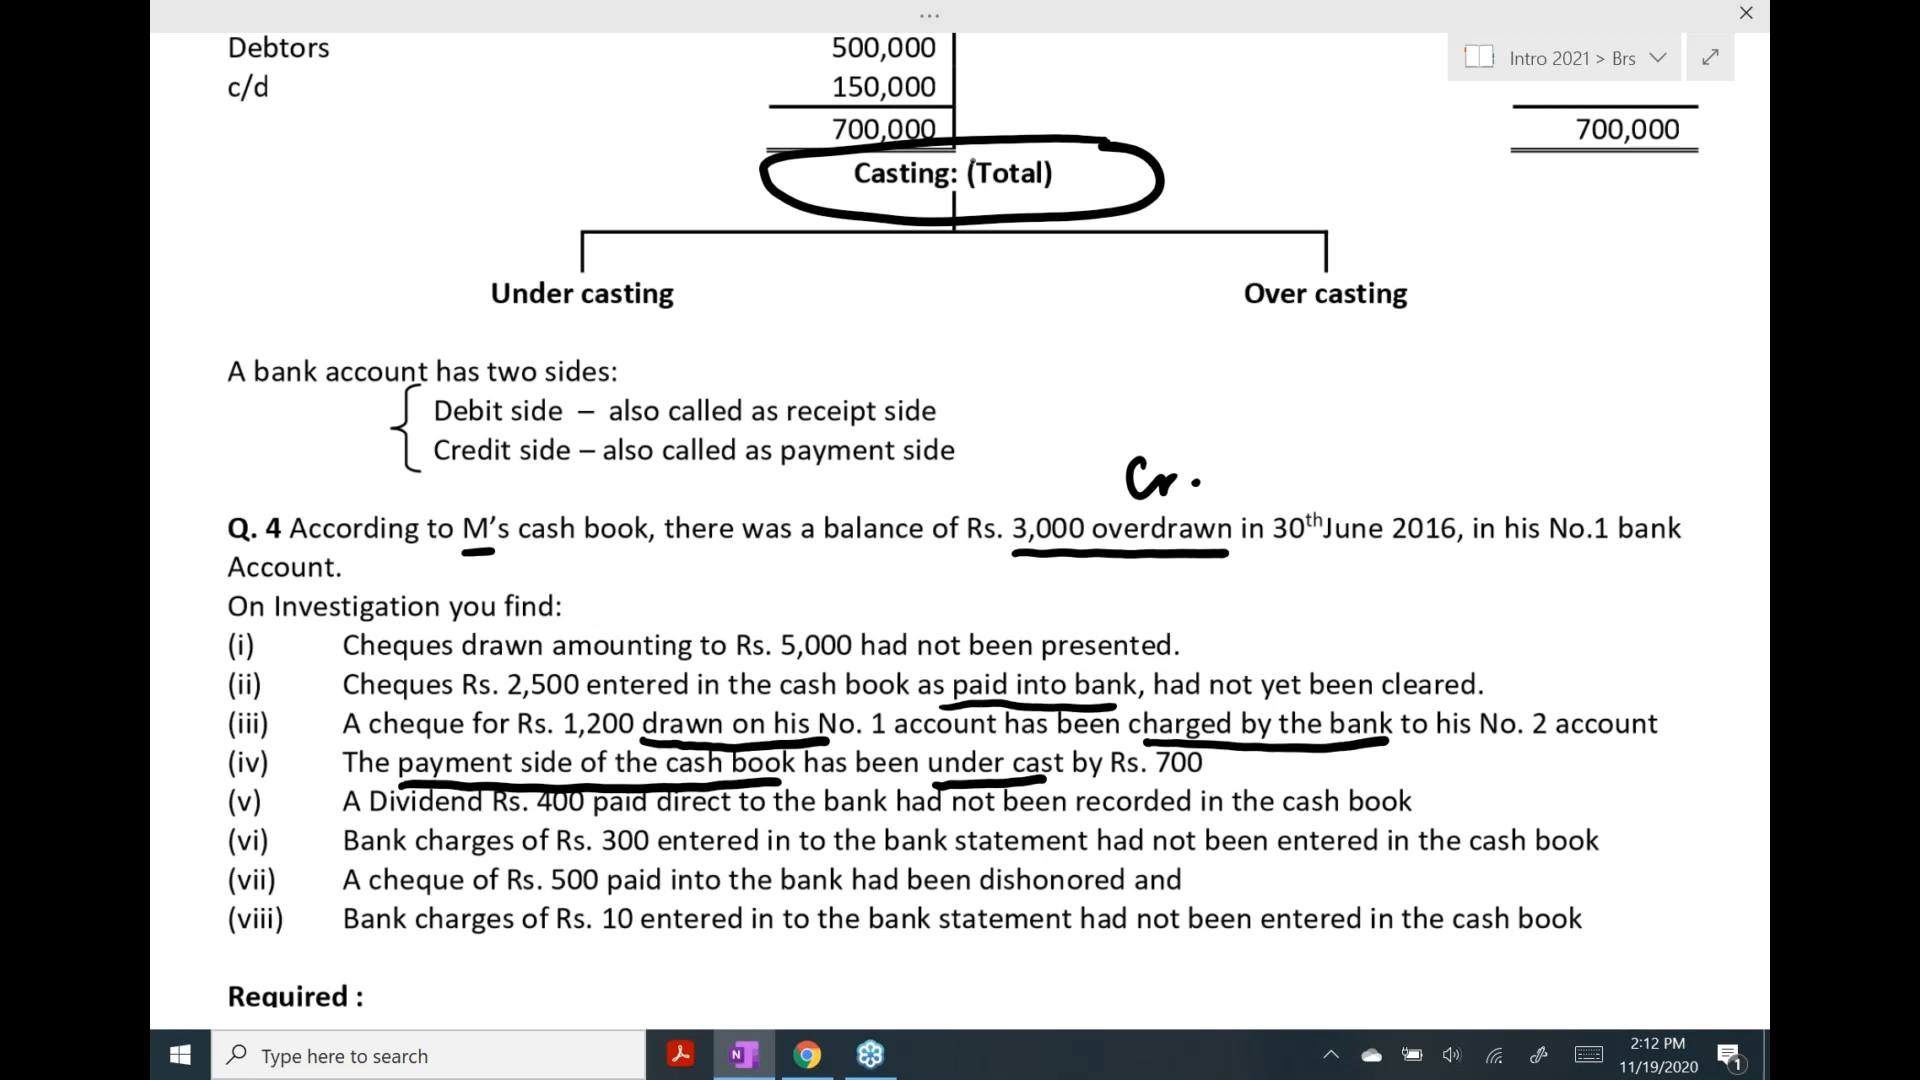 Intro 2021 > Brs
Debtors 500,000
c/d 150,000
700,000 700,000
Casting: (Total)
Under casting Over casting
A bank account has two sides:
Debit side – also called as receipt side
Credit side – also called as payment side
Cr.
Q. 4 According to M's cash book, there was a balance of Rs. 3,000 overdrawn in 30thJune 2016, in his No.1 bank
Account.
On Investigation you find:
(i) Cheques drawn amounting to Rs. 5,000 had not been presented.
(ii) Cheques Rs. 2,500 entered in the cash book as paid into bank, had not yet been cleared.
(iii) A cheque for Rs. 1,200 drawn on his No. 1 account has been charged by the bank to his No. 2 account
(iv) The payment side of the cash book has been under cast by Rs. 700
(v) A Dividend Rs. 400 paid direct to the bank had not been recorded in the cash book
(vi) Bank charges of Rs. 300 entered in to the bank statement had not been entered in the cash book
(vii) A cheque of Rs. 500 paid into the bank had been dishonored and
(viii) Bank charges of Rs. 10 entered in to the bank statement had not been entered in the cash book
Required :
Type here to search
N
2:12 PM
11/19/2020
1